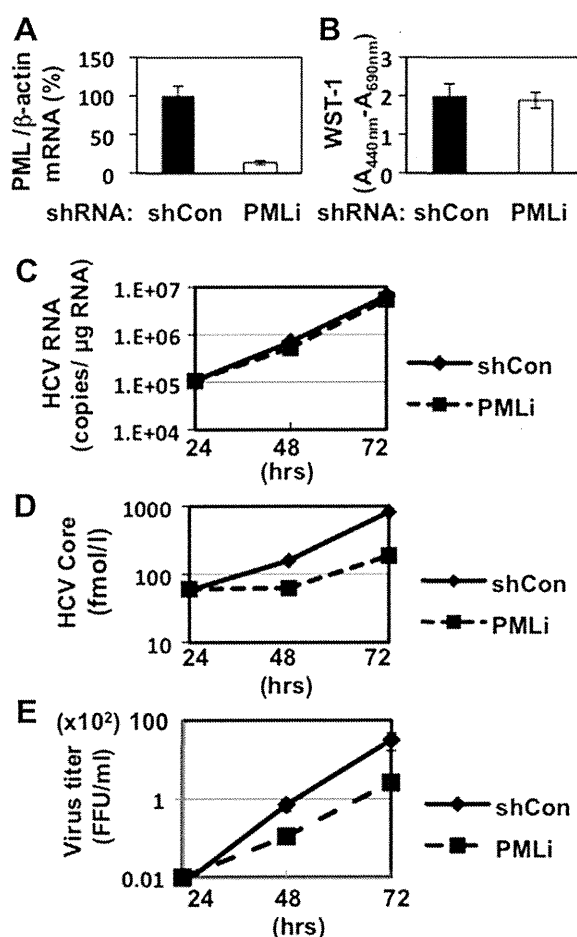 A
B
PML /β-actin
mRNA (%)
150
100
50
0
WST-1
(A440nm-A690nm)
3
2
1
0
shRNA: shCon PMLi
shRNA: shCon PMLi
C
HCV RNA
(copies/ µg RNA)
1.E+07
1.E+06
1.E+05
1.E+04
24 48 72
(hrs)
shCon
PMLi
D
HCV Core
(fmol/l)
1000
100
10
24 48 72
(hrs)
shCon
PMLi
E
(x10²)
Virus titer
(FFU/ml)
100
1
0.01
24 48 72
(hrs)
shCon
PMLi